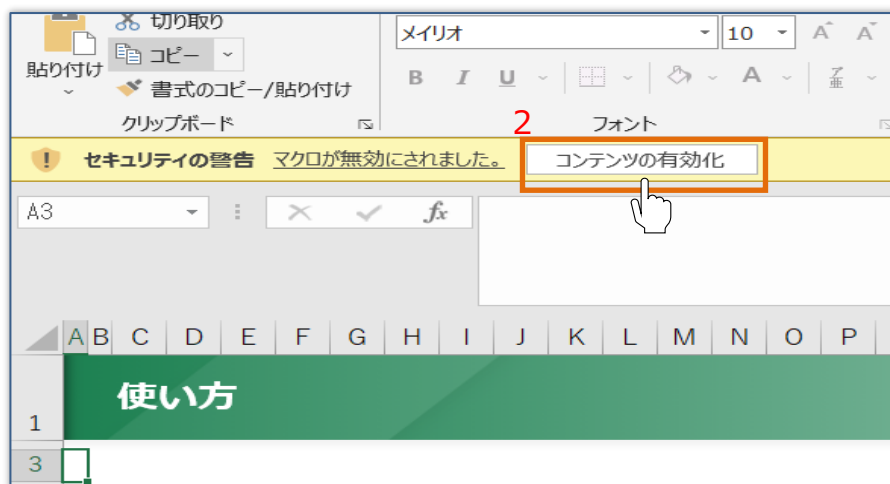 切り取り
コピー
貼り付け
書式のコピー/貼り付け
クリップボード
メイリオ 10 A A
B I U A ア亜
フォント
2
セキュリティの警告 マクロが無効にされました。 コンテンツの有効化
A3 fx
A B C D E F G H I J K L M N O P
1 使い方
3